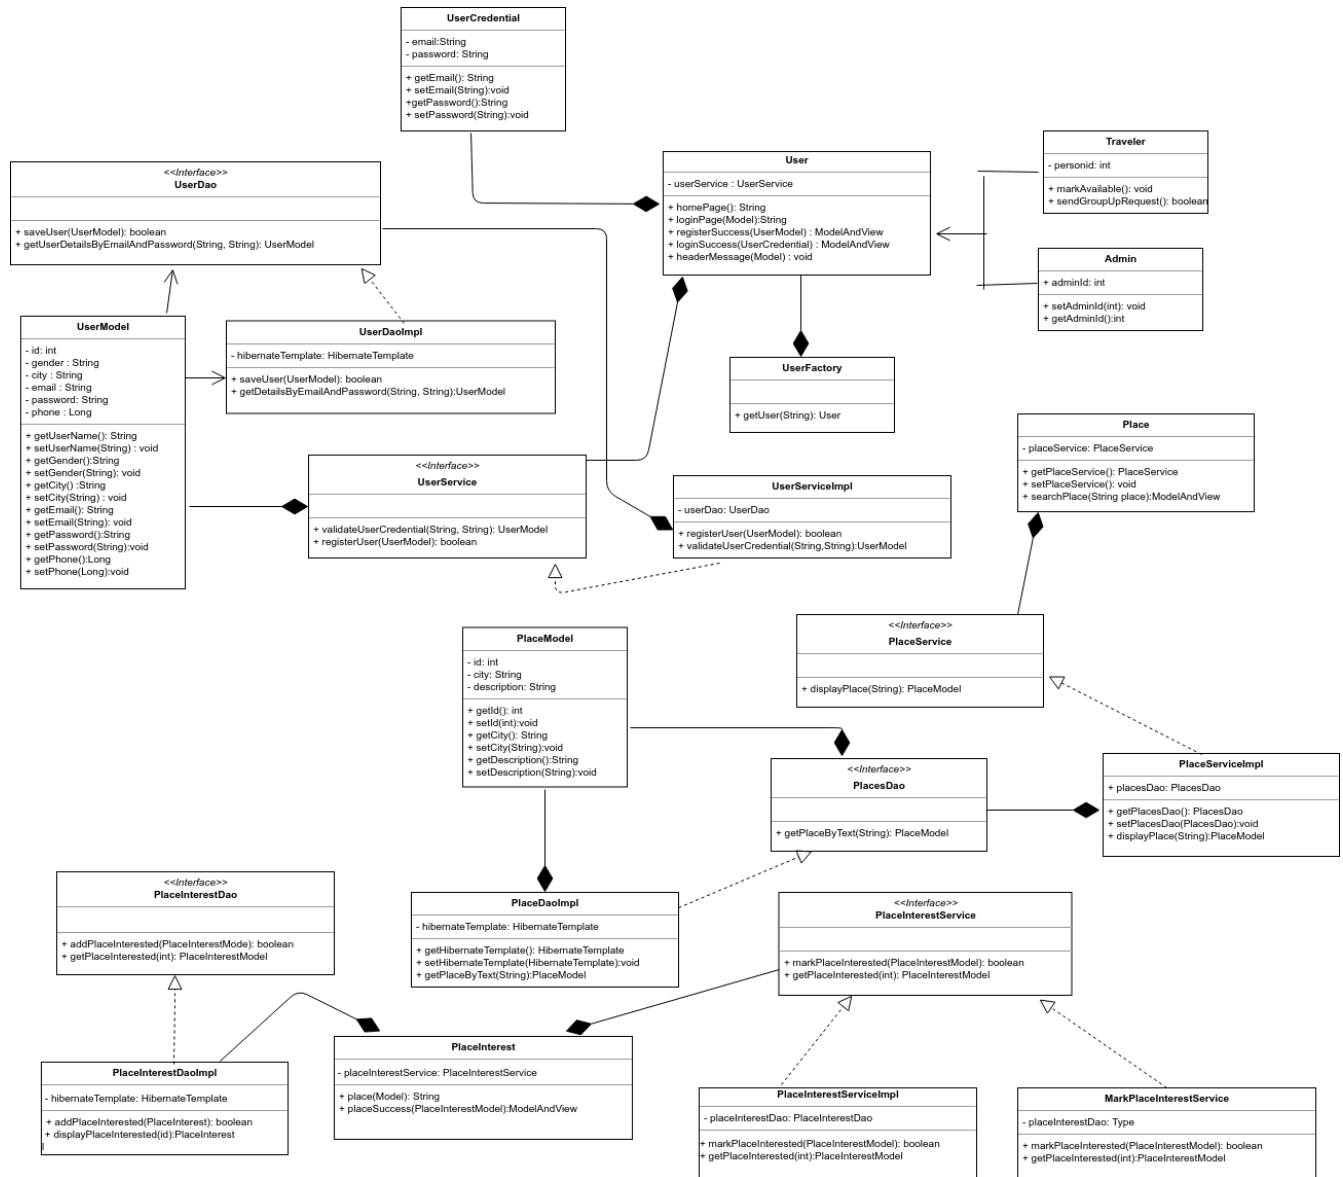 UserCredential
- email:String
- password: String
+ getEmail(): String
+ setEmail(String):void
+getPassword():String
+ setPassword(String):void
<<Interface>>
UserDao
+ saveUser(UserModel): boolean
+ getUserDetailsByEmailAndPassword(String, String): UserModel
User
- userService : UserService
+ homePage(): String
+ loginPage(Model):String
+ registerSuccess(UserModel) : ModelAndView
+ loginSuccess(UserCredential) : ModelAndView
+ headerMessage(Model) : void
Traveler
- personid: int
+ markAvailable(): void
+ sendGroupUpRequest(): boolean
Admin
+ adminId: int
+ setAdminId(int): void
+ getAdminId():int
UserModel
- id: int
- gender : String
- city : String
- email : String
- password: String
- phone : Long
+ getUserName(): String
+ setUserName(String) : void
+ getGender():String
+ setGender(String): void
+ getCity() :String
+ setCity(String) : void
+ getEmail(): String
+ setEmail(String): void
+ getPassword():String
+ setPassword(String):void
+ getPhone():Long
+ setPhone(Long):void
UserDaoImpl
- hibernateTemplate: HibernateTemplate
+ saveUser(UserModel): boolean
+ getDetailsByEmailAndPassword(String, String):UserModel
UserFactory
+ getUser(String): User
<<Interface>>
UserService
+ validateUserCredential(String, String): UserModel
+ registerUser(UserModel): boolean
UserServiceImpl
- userDao: UserDao
+ registerUser(UserModel): boolean
+ validateUserCredential(String,String):UserModel
Place
- placeService: PlaceService
+ getPlaceService(): PlaceService
+ setPlaceService(): void
+ searchPlace(String place):ModelAndView
PlaceModel
- id: int
- city: String
- description: String
+ getId(): int
+ setId(int):void
+ getCity(): String
+ setCity(String):void
+ getDescription():String
+ setDescription(String):void
<<Interface>>
PlaceService
+ displayPlace(String): PlaceModel
<<Interface>>
PlacesDao
+ getPlaceByText(String): PlaceModel
PlaceServiceImpl
+ placesDao: PlacesDao
+ getPlacesDao(): PlacesDao
+ setPlacesDao(PlacesDao):void
+ displayPlace(String):PlaceModel
<<Interface>>
PlaceInterestDao
+ addPlaceInterested(PlaceInterestMode): boolean
+ getPlaceInterested(int): PlaceInterestModel
PlaceDaoImpl
- hibernateTemplate: HibernateTemplate
+ getHibernateTemplate(): HibernateTemplate
+ setHibernateTemplate(HibernateTemplate):void
+ getPlaceByText(String):PlaceModel
<<Interface>>
PlaceInterestService
+ markPlaceInterested(PlaceInterestModel): boolean
+ getPlaceInterested(int): PlaceInterestModel
PlaceInterestDaoImpl
- hibernateTemplate: HibernateTemplate
+ addPlaceInterested(PlaceInterest): boolean
+ displayPlaceInterested(id):PlaceInterest
PlaceInterest
- placeInterestService: PlaceInterestService
+ place(Model): String
+ placeSuccess(PlaceInterestModel):ModelAndView
PlaceInterestServiceImpl
- placeInterestDao: PlaceInterestDao
+ markPlaceInterested(PlaceInterestModel): boolean
+ getPlaceInterested(int):PlaceInterestModel
MarkPlaceInterestService
- placeInterestDao: Type
+ markPlaceInterested(PlaceInterestModel): boolean
+ getPlaceInterested(int):PlaceInterestModel